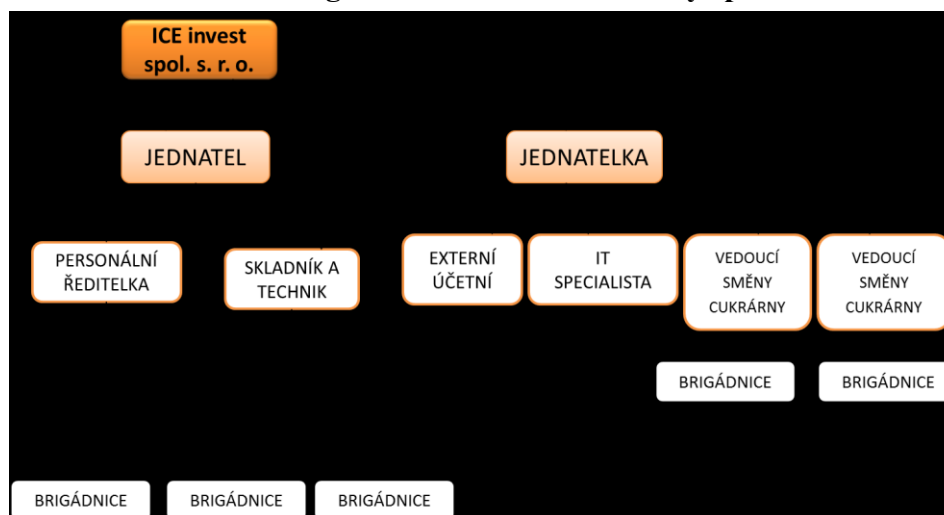 ICE invest
spol. s. r. o.
JEDNATEL
JEDNATELKA
PERSONÁLNÍ
ŘEDITELKA
SKLADNÍK A
TECHNIK
EXTERNÍ
ÚČETNÍ
IT
SPECIALISTA
VEDOUCÍ
SMĚNY
CUKRÁRNY
VEDOUCÍ
SMĚNY
CUKRÁRNY
BRIGÁDNICE
BRIGÁDNICE
BRIGÁDNICE
BRIGÁDNICE
BRIGÁDNICE